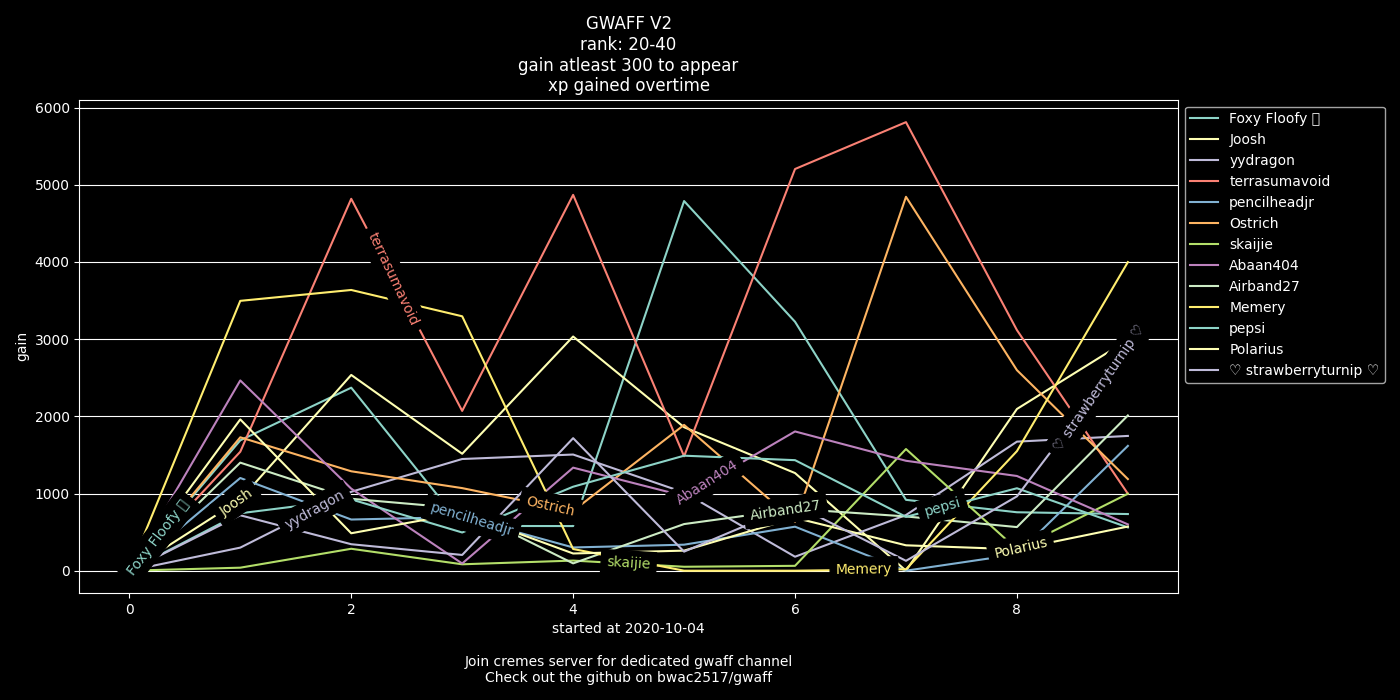 GWAFF V2
rank: 20-40
gain atleast 300 to appear
xp gained overtime
6000
5000
4000
3000
2000
1000
0
gain
0
2
4
6
8
started at 2020-10-04
Join cremes server for dedicated gwaff channel
Check out the github on bwac2517/gwaff
Foxy Floofy
Joosh
yydragon
terrasumavoid
pencilheadjr
Ostrich
skaijie
Abaan404
Airband27
Memery
pepsi
Polarius
♡ strawberryturnip ♡
Foxy Floofy
Joosh
yydragon
terrasumavoid
pencilheadjr
Ostrich
skaijie
Abaan404
Airband27
Memery
pepsi
Polarius
♡ strawberryturnip ♡